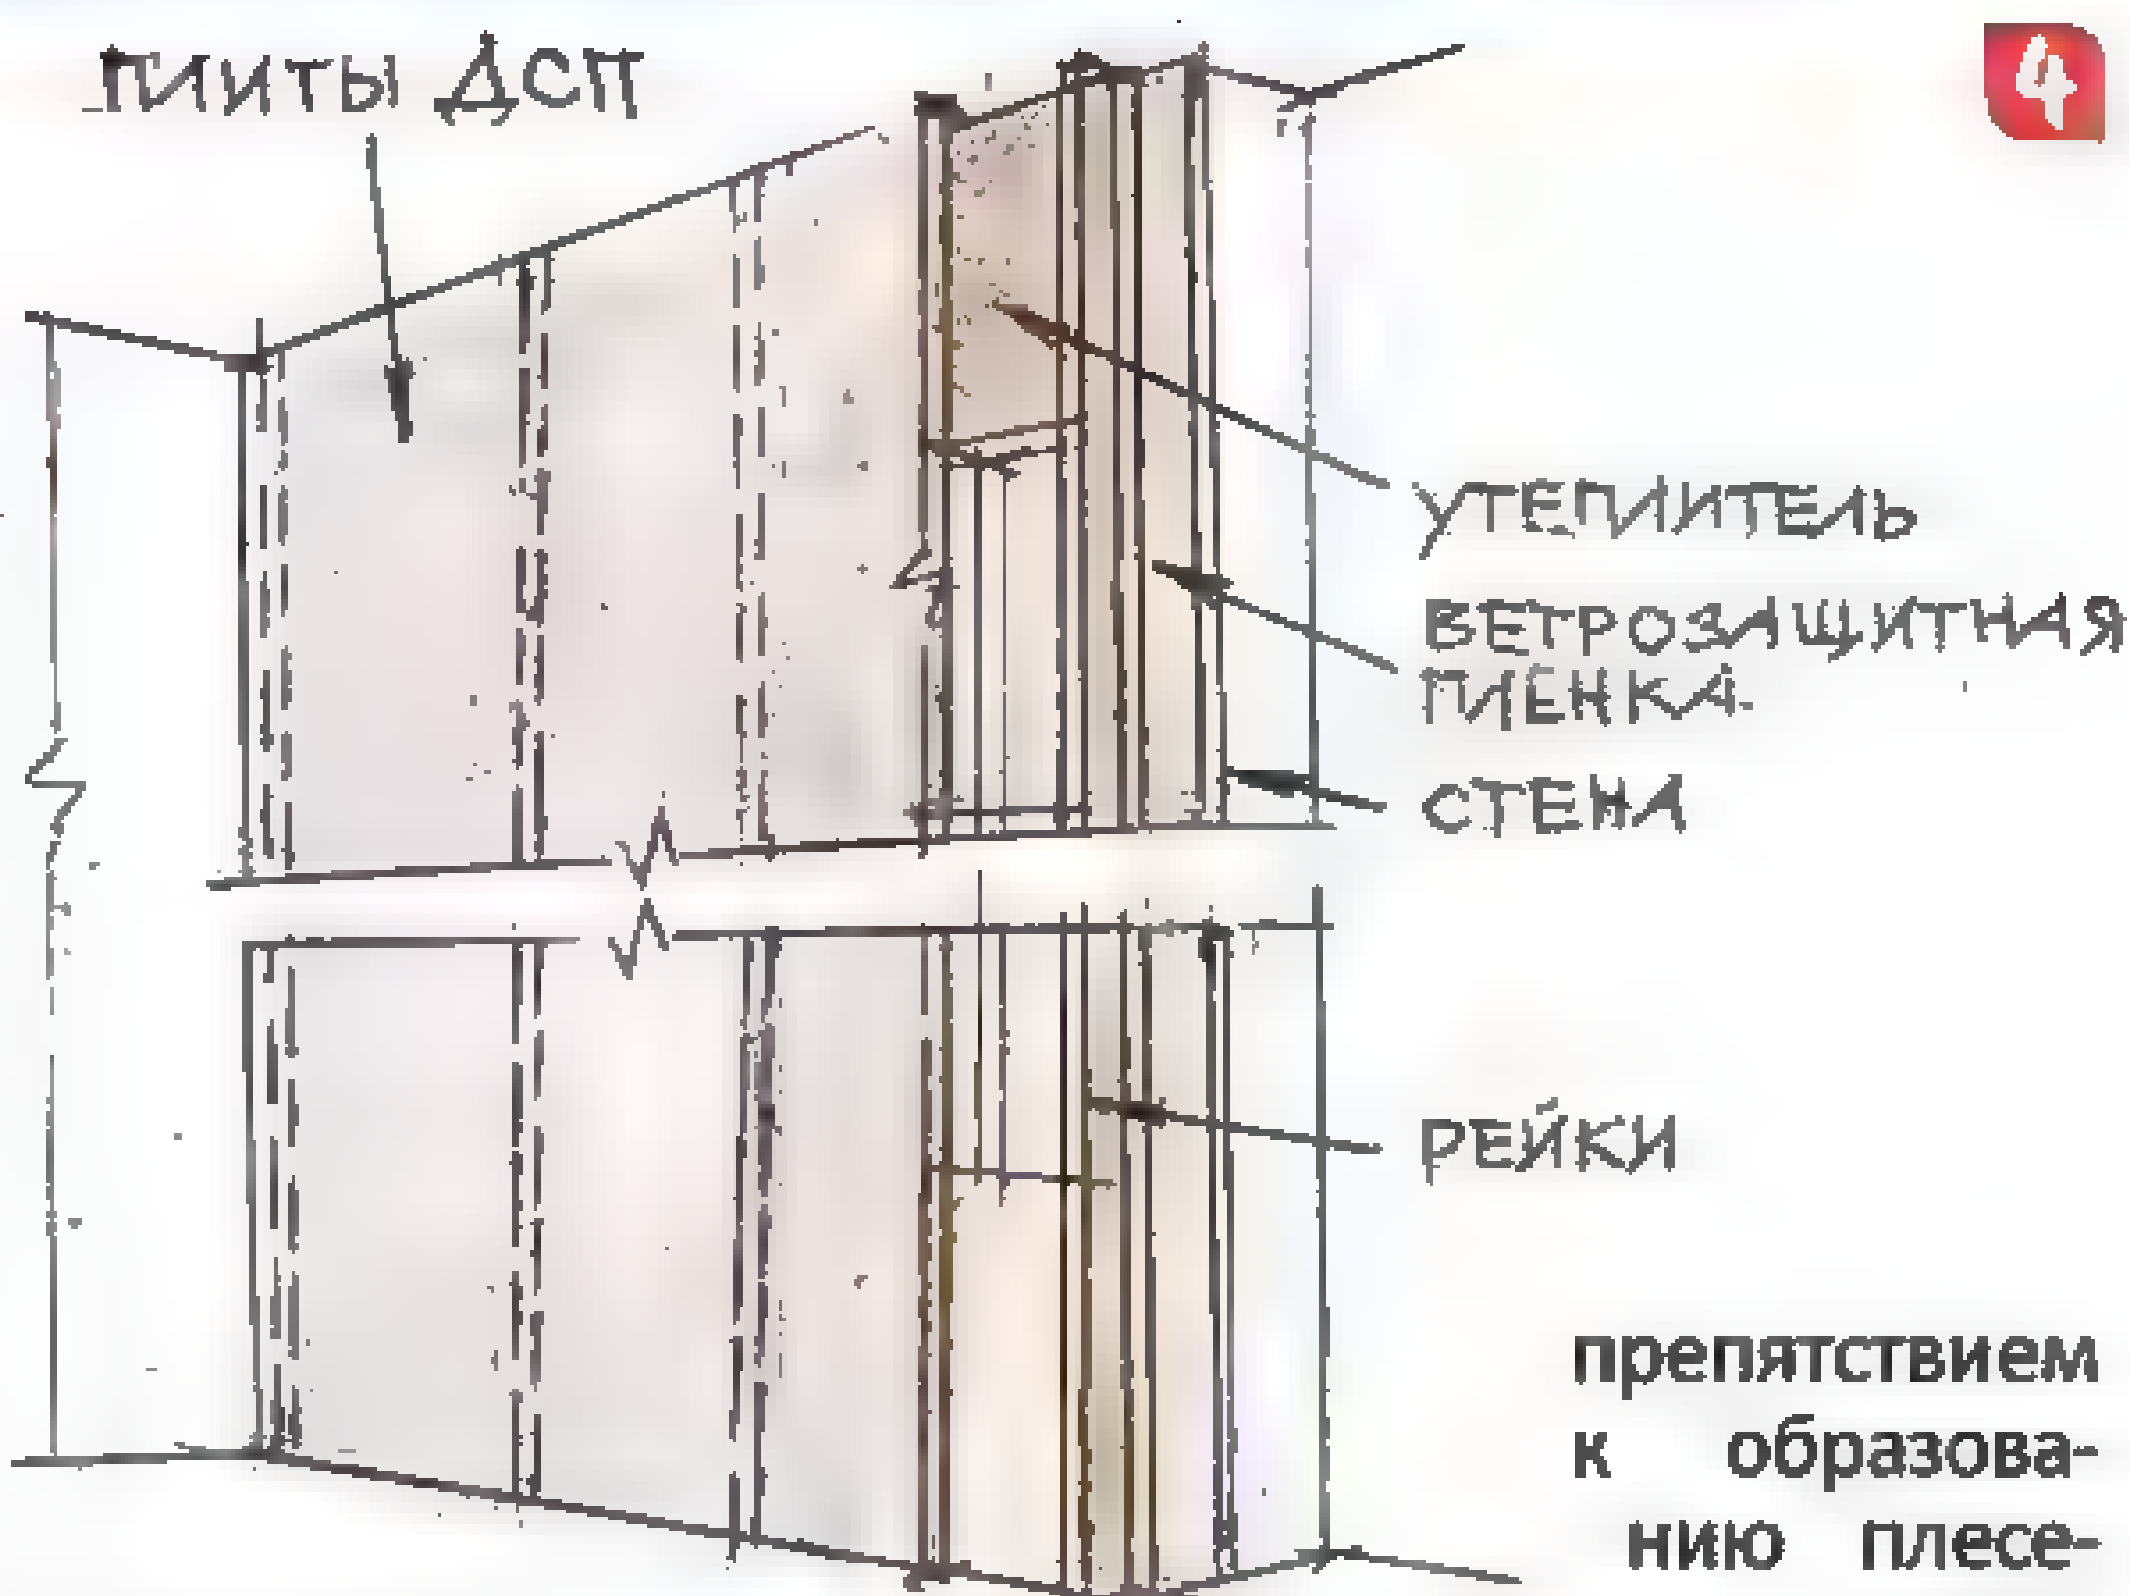 ПЛИТЫ ДСП
4
УТЕПЛИТЕЛЬ
ВЕТРОЗАЩИТНАЯ
ПЛЕНКА
СТЕНА
РЕЙКИ
препятствием
к образова-
нию плесе-